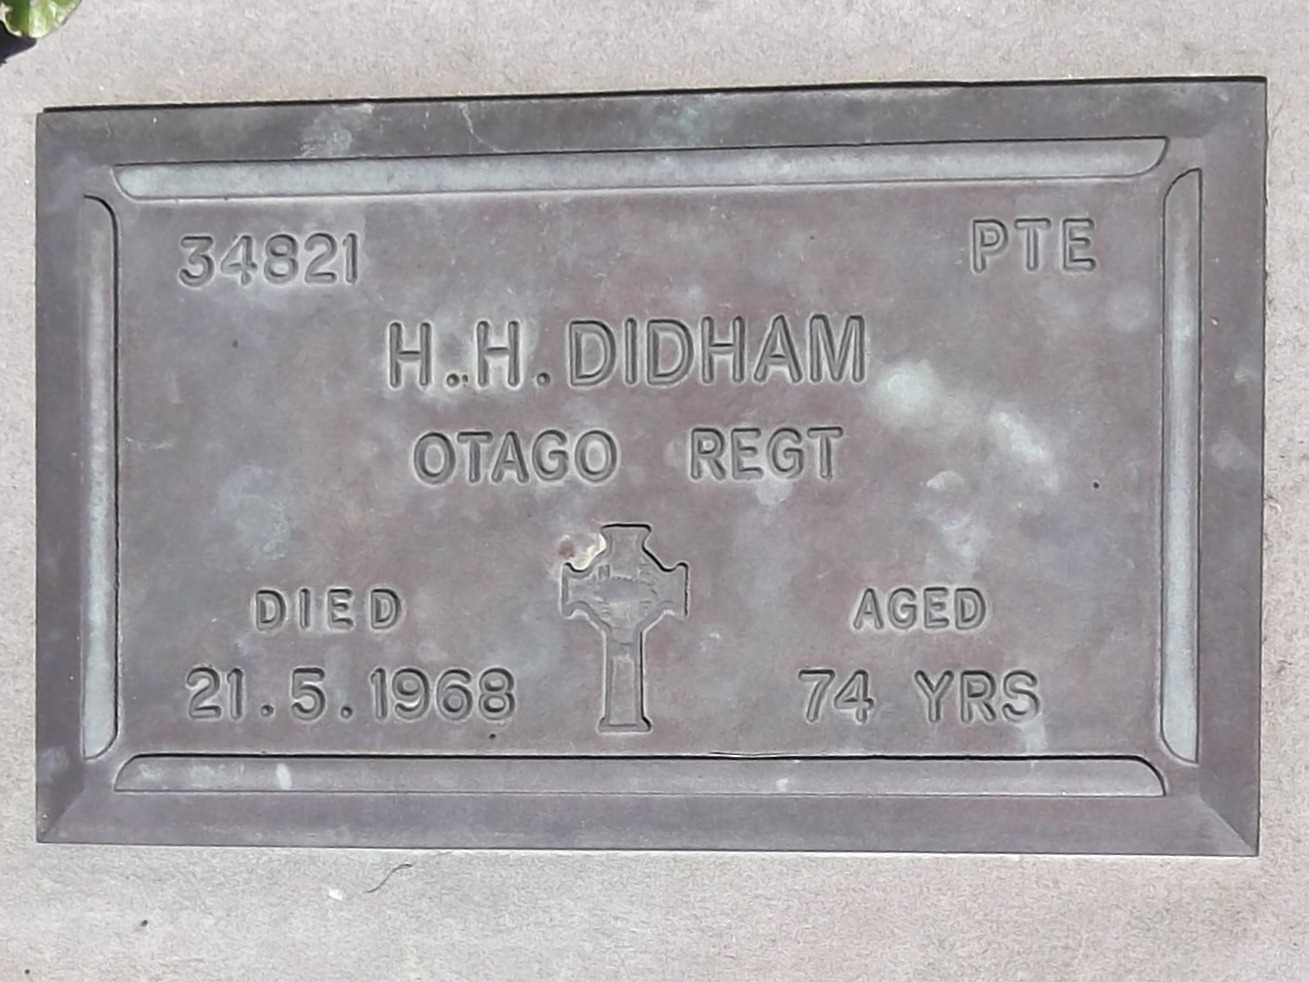 34821 PTE
H.H. DIDHAM
OTAGO REGT
DIED AGED
21.5.1968 74 YRS